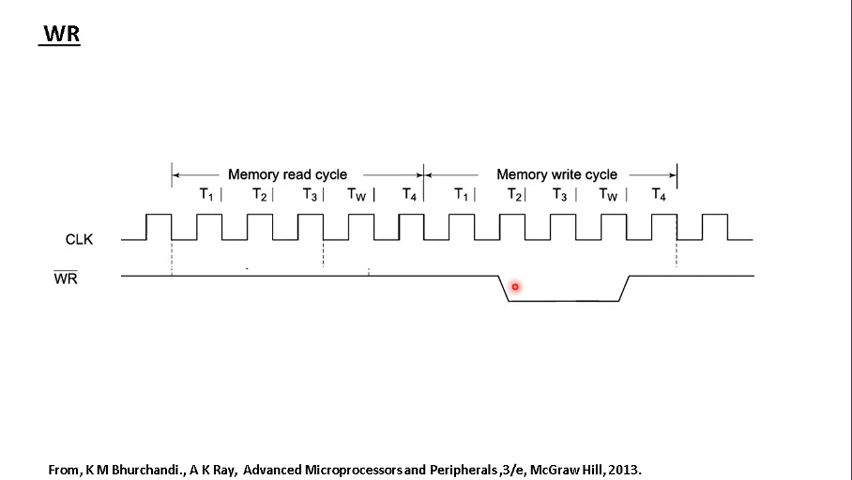 WR
Memory read cycle Memory write cycle
T1 T2 T3 TW T4 T1 T2 T3 TW T4
CLK
WR
From, K M Bhurchandi., A K Ray, Advanced Microprocessors and Peripherals ,3/e, McGraw Hill, 2013.